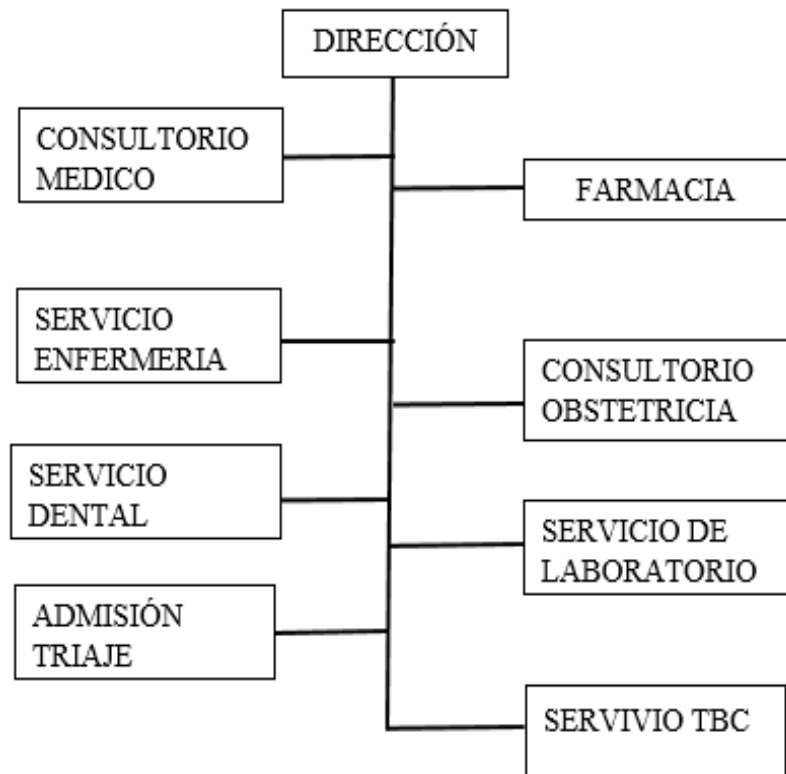 DIRECCIÓN
CONSULTORIO
MEDICO
FARMACIA
SERVICIO
ENFERMERIA
CONSULTORIO
OBSTETRICIA
SERVICIO
DENTAL
SERVICIO DE
LABORATORIO
ADMISIÓN
TRIAJE
SERVIVIO TBC